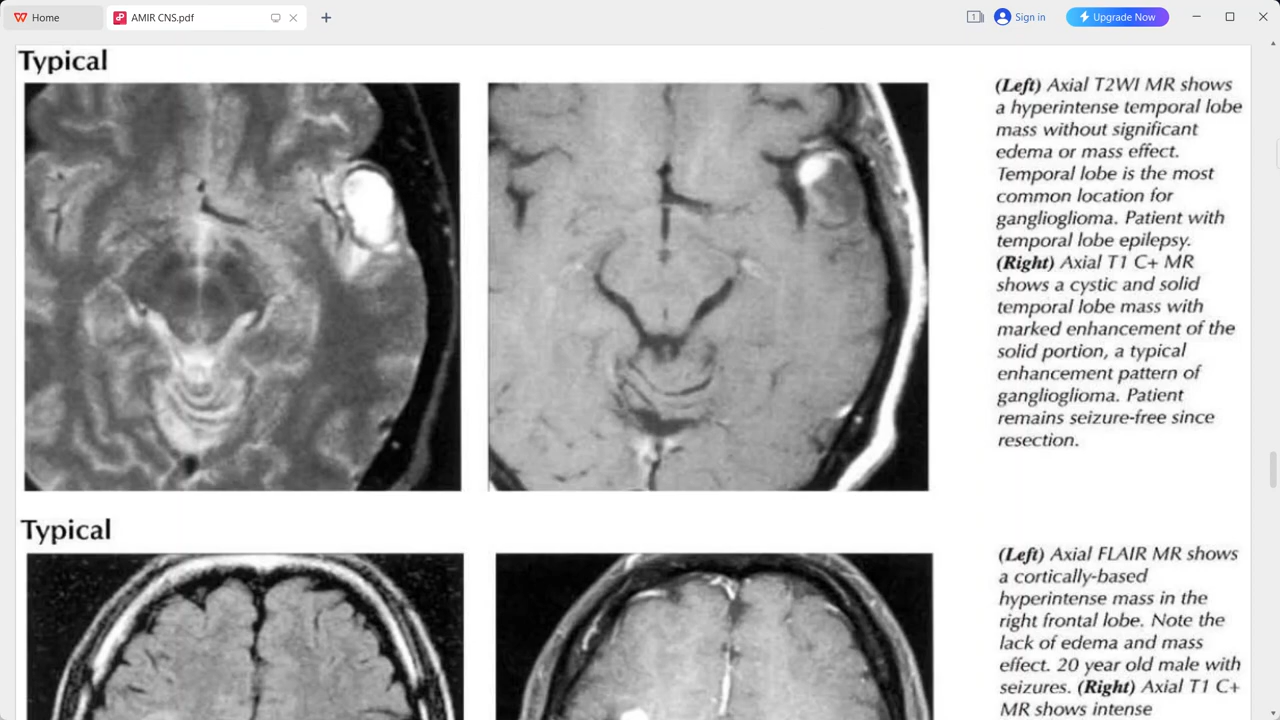 Home
AMIR CNS.pdf
1
Sign in
Upgrade Now
Typical
(Left) Axial T2WI MR shows
a hyperintense temporal lobe
mass without significant
edema or mass effect.
Temporal lobe is the most
common location for
ganglioglioma. Patient with
temporal lobe epilepsy.
(Right) Axial T1 C+ MR
shows a cystic and solid
temporal lobe mass with
marked enhancement of the
solid portion, a typical
enhancement pattern of
ganglioglioma. Patient
remains seizure-free since
resection.
Typical
(Left) Axial FLAIR MR shows
a cortically-based
hyperintense mass in the
right frontal lobe. Note the
lack of edema and mass
effect. 20 year old male with
seizures. (Right) Axial T1 C+
MR shows intense